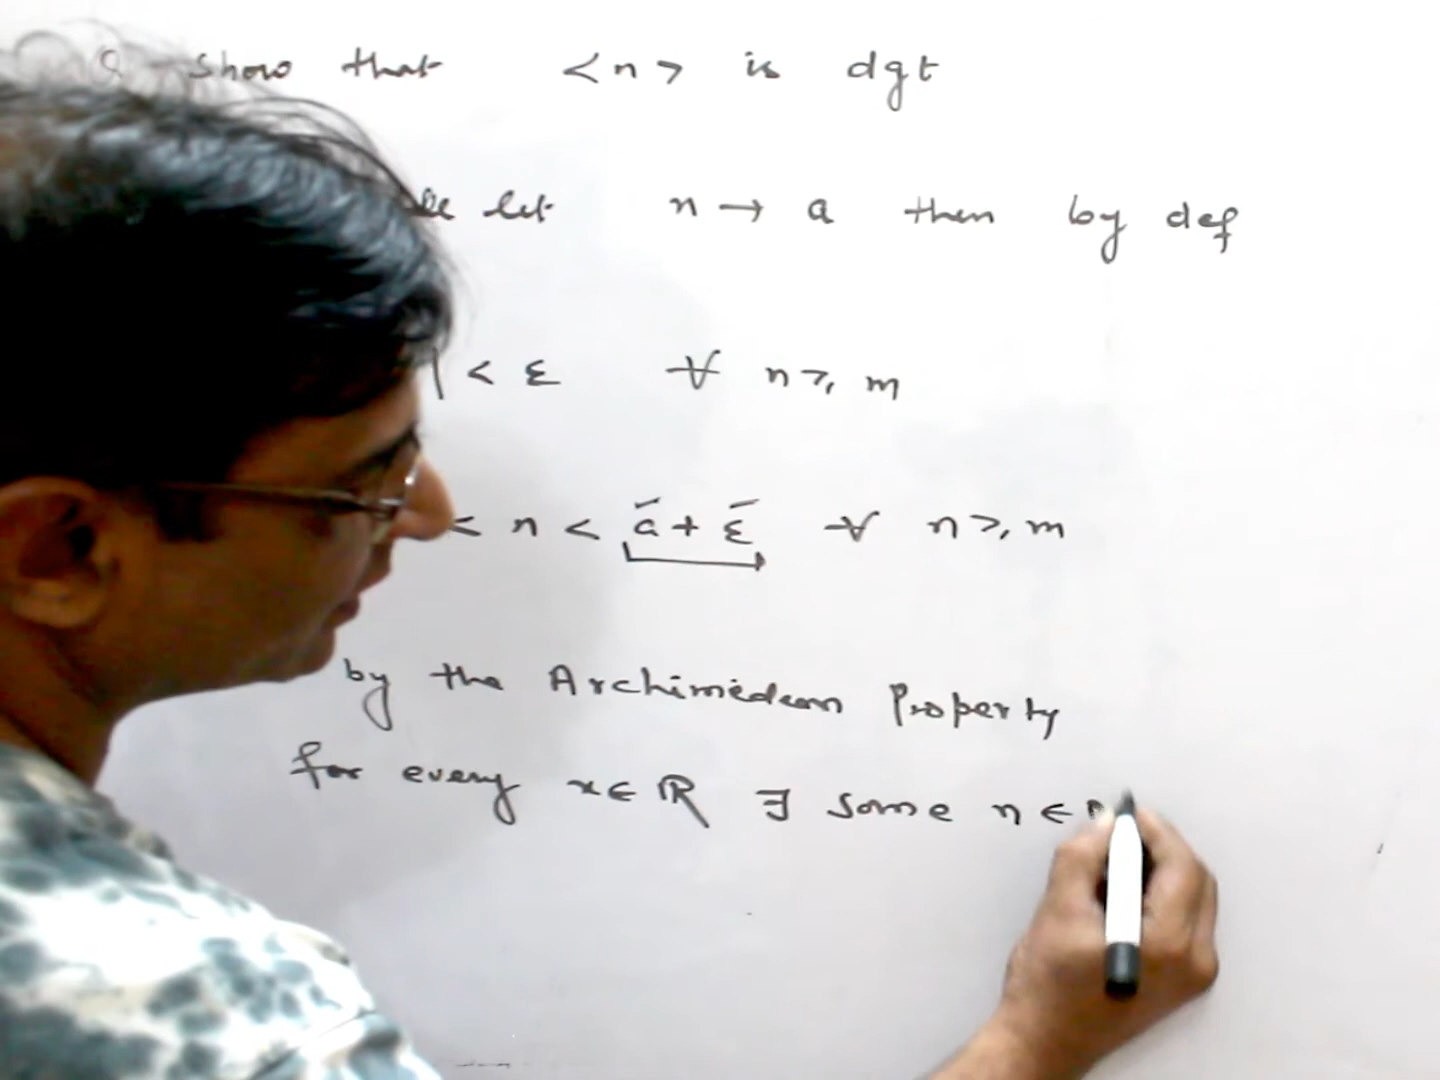 Q Show that <n> is dgt
let n → a then by def
| < ε ∀ n ≥ m
< n < a + ε ∀ n ≥ m
by the Archimedean Property
for every x ∈ ℝ ∃ some n ∈